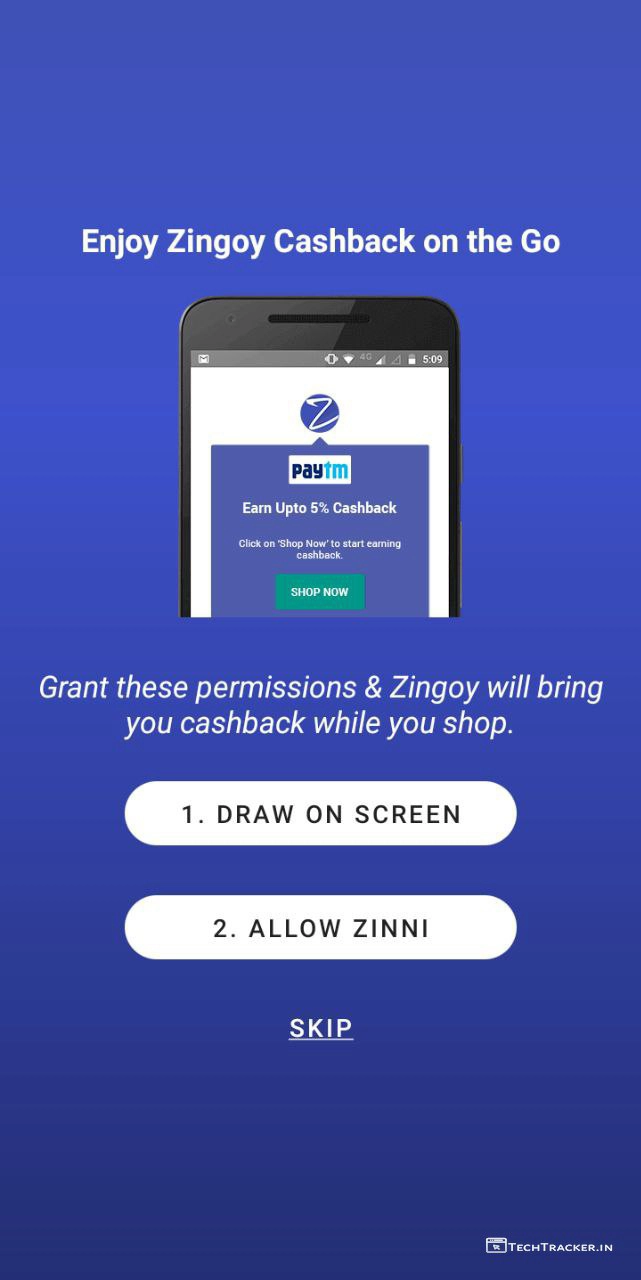 Enjoy Zingoy Cashback on the Go
4G 5:09
Z
paytm
Earn Upto 5% Cashback
Click on 'Shop Now' to start earning
cashback.
SHOP NOW
Grant these permissions & Zingoy will bring
you cashback while you shop.
1. DRAW ON SCREEN
2. ALLOW ZINNI
SKIP
TECHTRACKER.IN